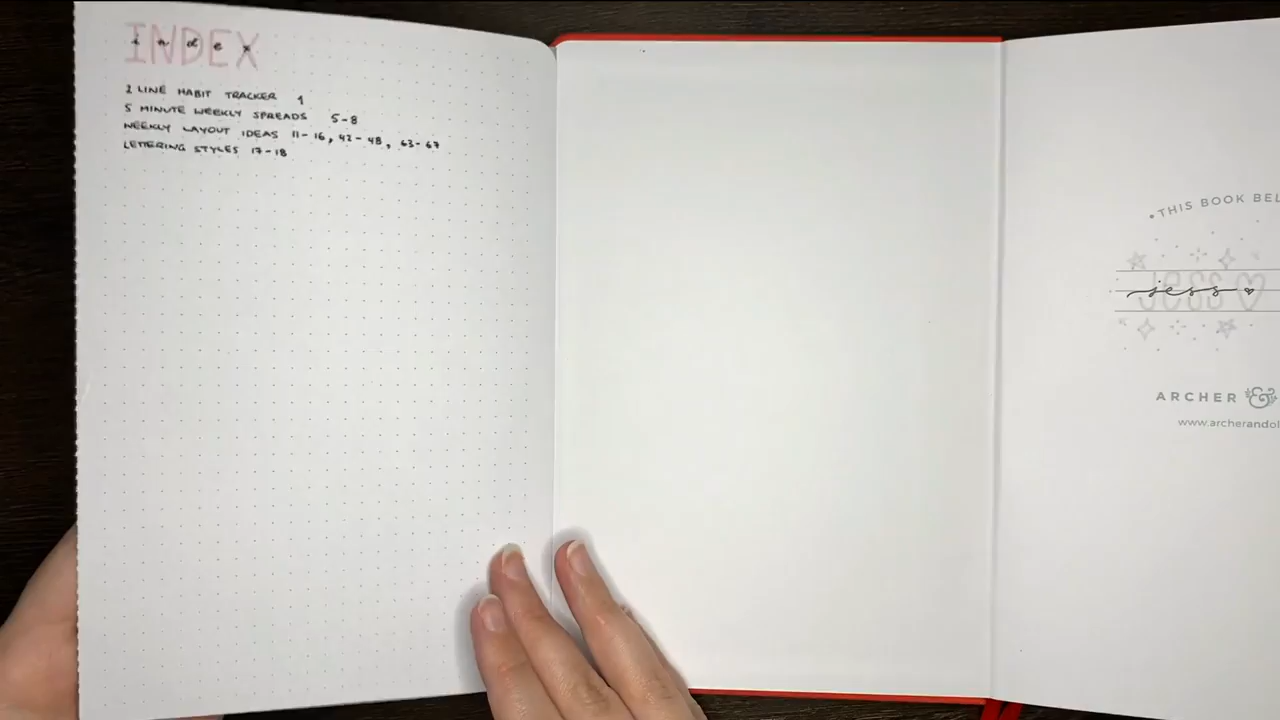 INDEX
index
2 LINE HABIT TRACKER 1
5 MINUTE WEEKLY SPREADS 5-8
WEEKLY LAYOUT IDEAS 11-16, 42-48, 63-67
LETTERING STYLES 17-18
• THIS BOOK BEL
JESS
jess
ARCHER &
www.archerandol